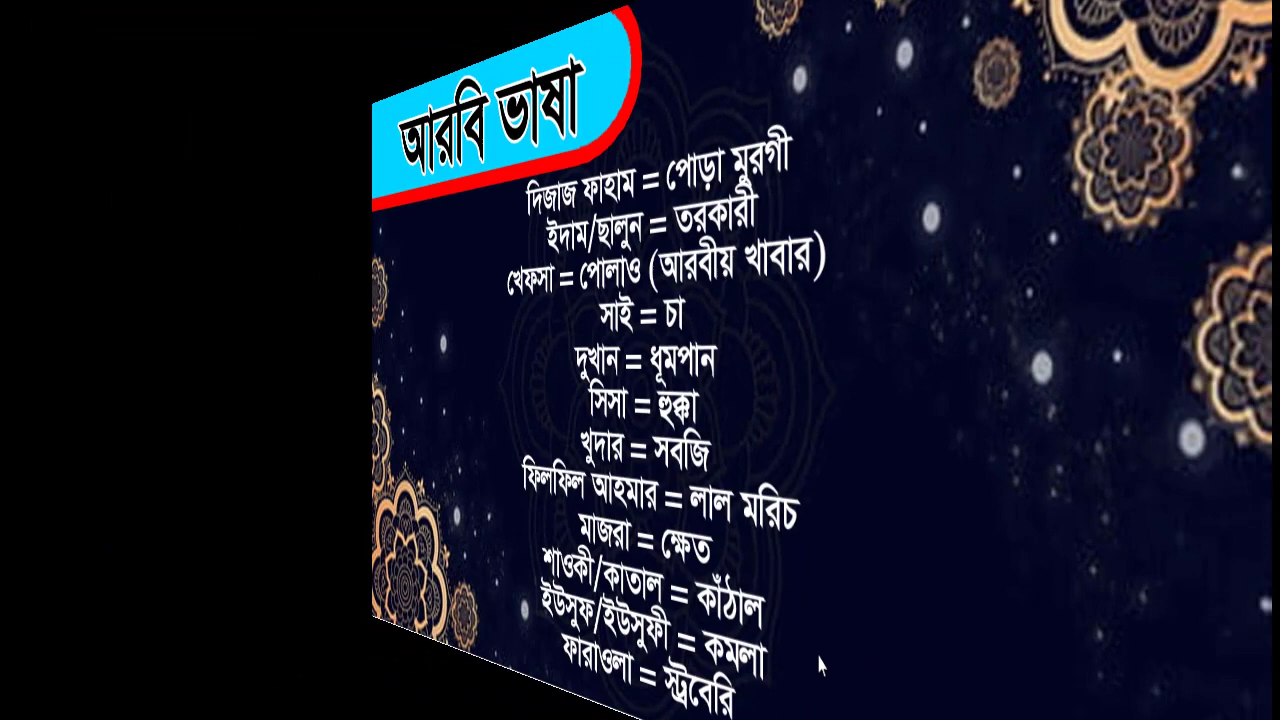 আরবি ভাষা
দিজাজ ফাহাম = পোড়া মুরগী
ইদাম/ছালুন = তরকারী
খেফসা = পোলাও (আরবীয় খাবার)
সাই = চা
দুখান = ধূমপান
সিসা = হুক্কা
খুদার = সবজি
ফিলফিল আহমার = লাল মরিচ
মাজরা = ক্ষেত
শাওকী/কাতাল = কাঁঠাল
ইউসুফ/ইউসুফী = কমলা
ফারাওলা = স্ট্রবেরি